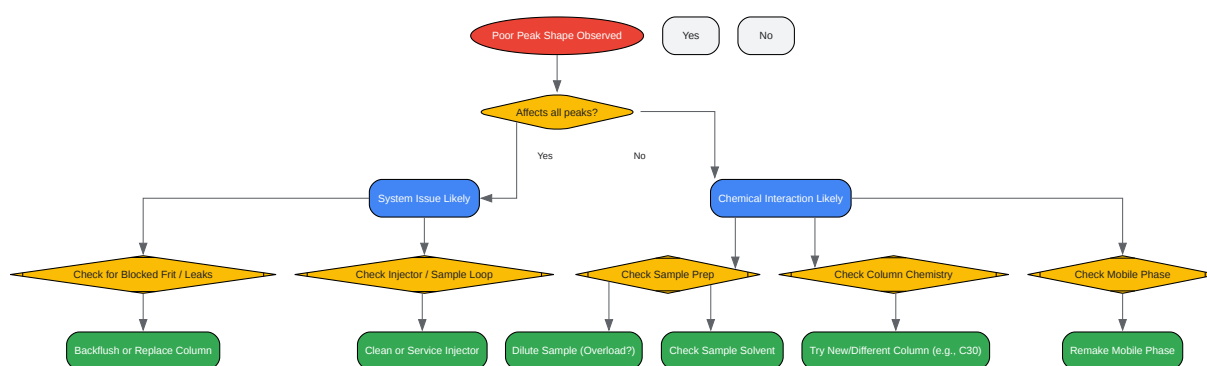 Poor Peak Shape Observed
Yes
No
Affects all peaks?
Yes
No
System Issue Likely
Chemical Interaction Likely
Check for Blocked Frit / Leaks
Check Injector / Sample Loop
Check Sample Prep
Check Column Chemistry
Check Mobile Phase
Backflush or Replace Column
Clean or Service Injector
Dilute Sample (Overload?)
Check Sample Solvent
Try New/Different Column (e.g., C30)
Remake Mobile Phase